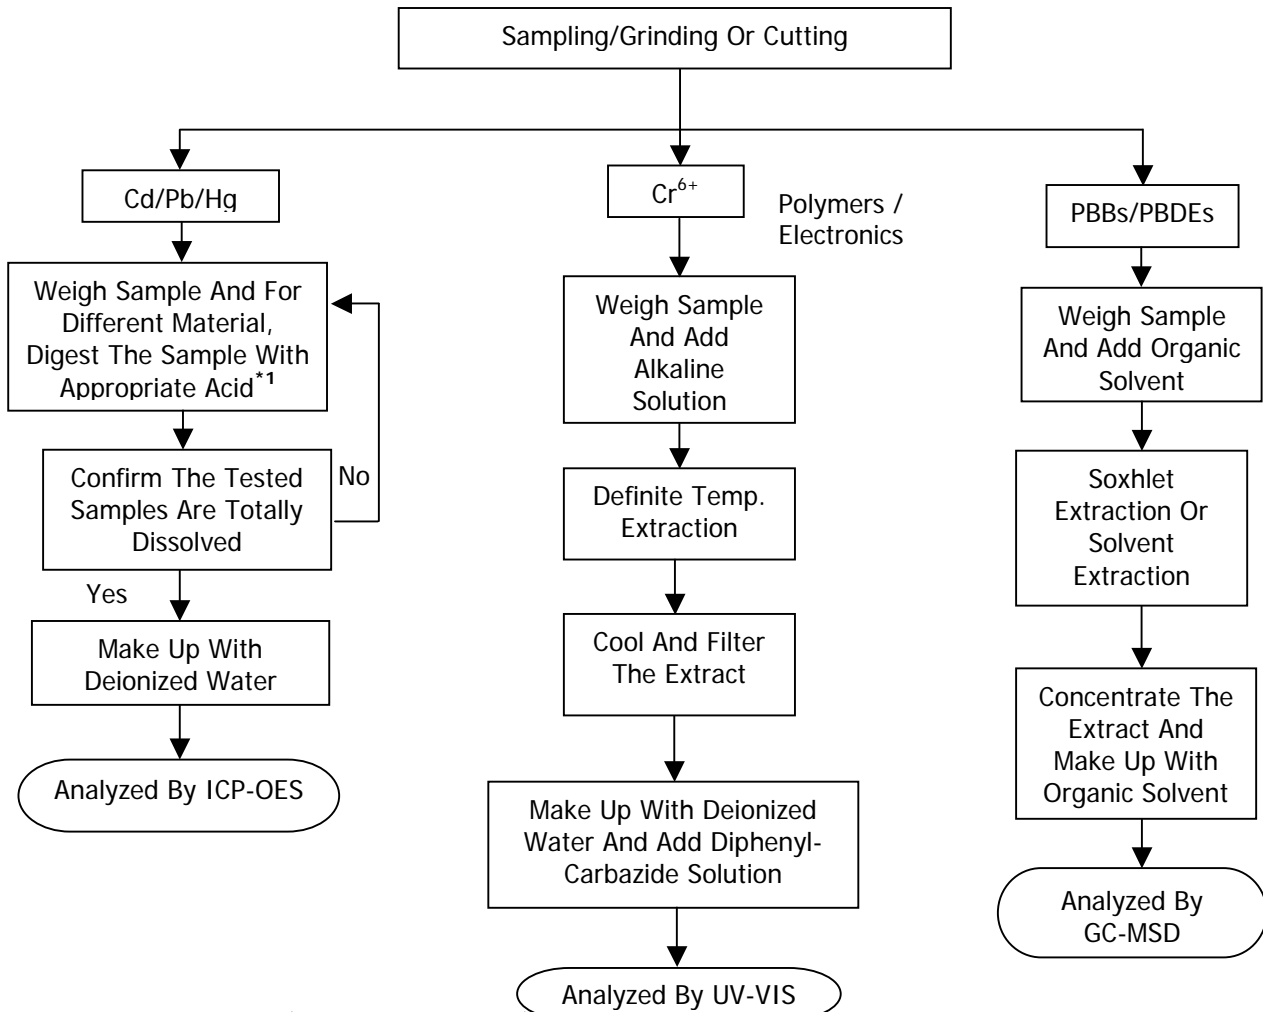 Sampling/Grinding Or Cutting
Cd/Pb/Hg
Weigh Sample And For
Different Material,
Digest The Sample With
Appropriate Acid*1
Confirm The Tested
Samples Are Totally
Dissolved
No
Yes
Make Up With
Deionized Water
Analyzed By ICP-OES
Cr6+
Polymers /
Electronics
Weigh Sample
And Add
Alkaline
Solution
Definite Temp.
Extraction
Cool And Filter
The Extract
Make Up With Deionized
Water And Add Diphenyl-
Carbazide Solution
Analyzed By UV-VIS
PBBs/PBDEs
Weigh Sample
And Add Organic
Solvent
Soxhlet
Extraction Or
Solvent
Extraction
Concentrate The
Extract And
Make Up With
Organic Solvent
Analyzed By
GC-MSD